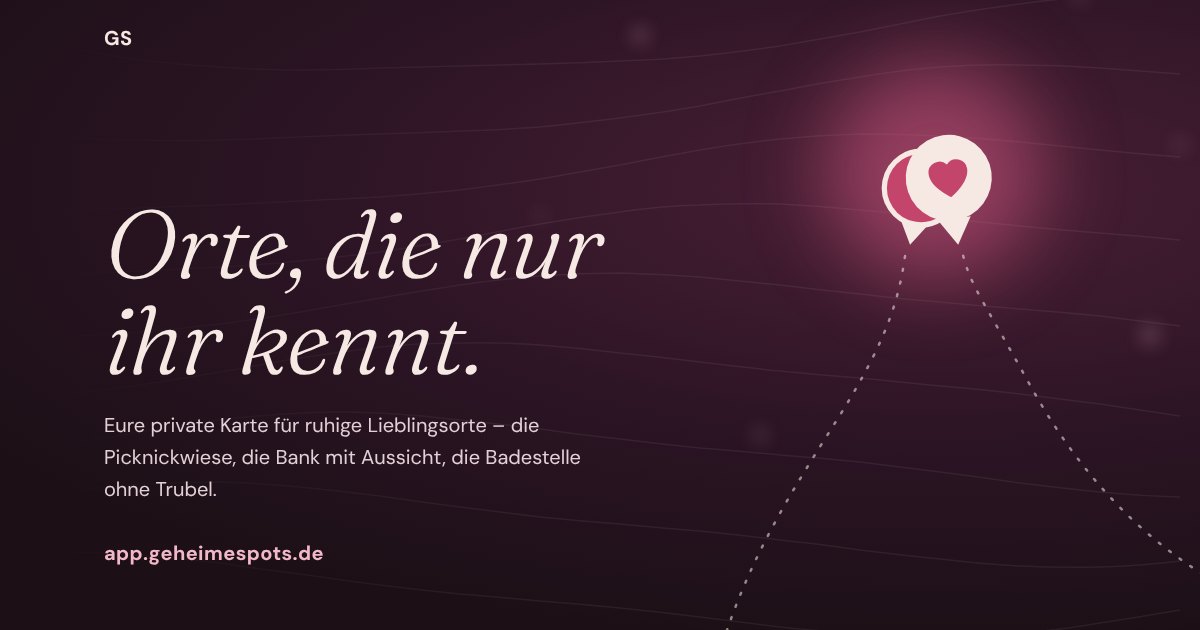 GS
Orte, die nur
ihr kennt.
Eure private Karte für ruhige Lieblingsorte – die
Picknickwiese, die Bank mit Aussicht, die Badestelle
ohne Trubel.
app.geheimespots.de